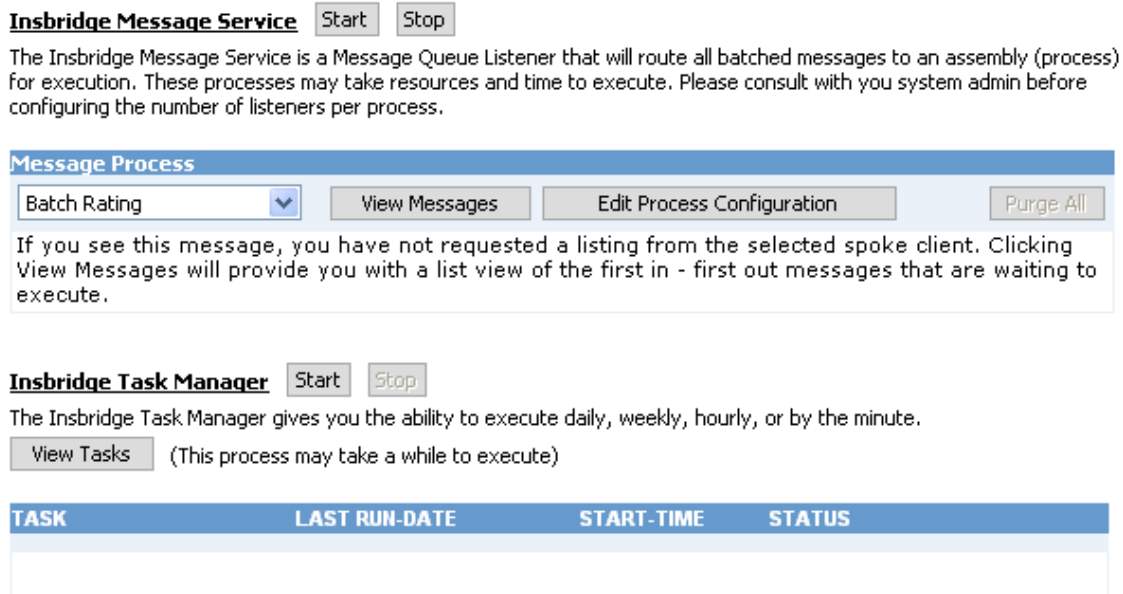 Insbridge Message Service Start Stop
The Insbridge Message Service is a Message Queue Listener that will route all batched messages to an assembly (process)
for execution. These processes may take resources and time to execute. Please consult with you system admin before
configuring the number of listeners per process.
Message Process
Batch Rating View Messages Edit Process Configuration Purge All
If you see this message, you have not requested a listing from the selected spoke client. Clicking
View Messages will provide you with a list view of the first in - first out messages that are waiting to
execute.
Insbridge Task Manager Start Stop
The Insbridge Task Manager gives you the ability to execute daily, weekly, hourly, or by the minute.
View Tasks (This process may take a while to execute)
TASK LAST RUN-DATE START-TIME STATUS